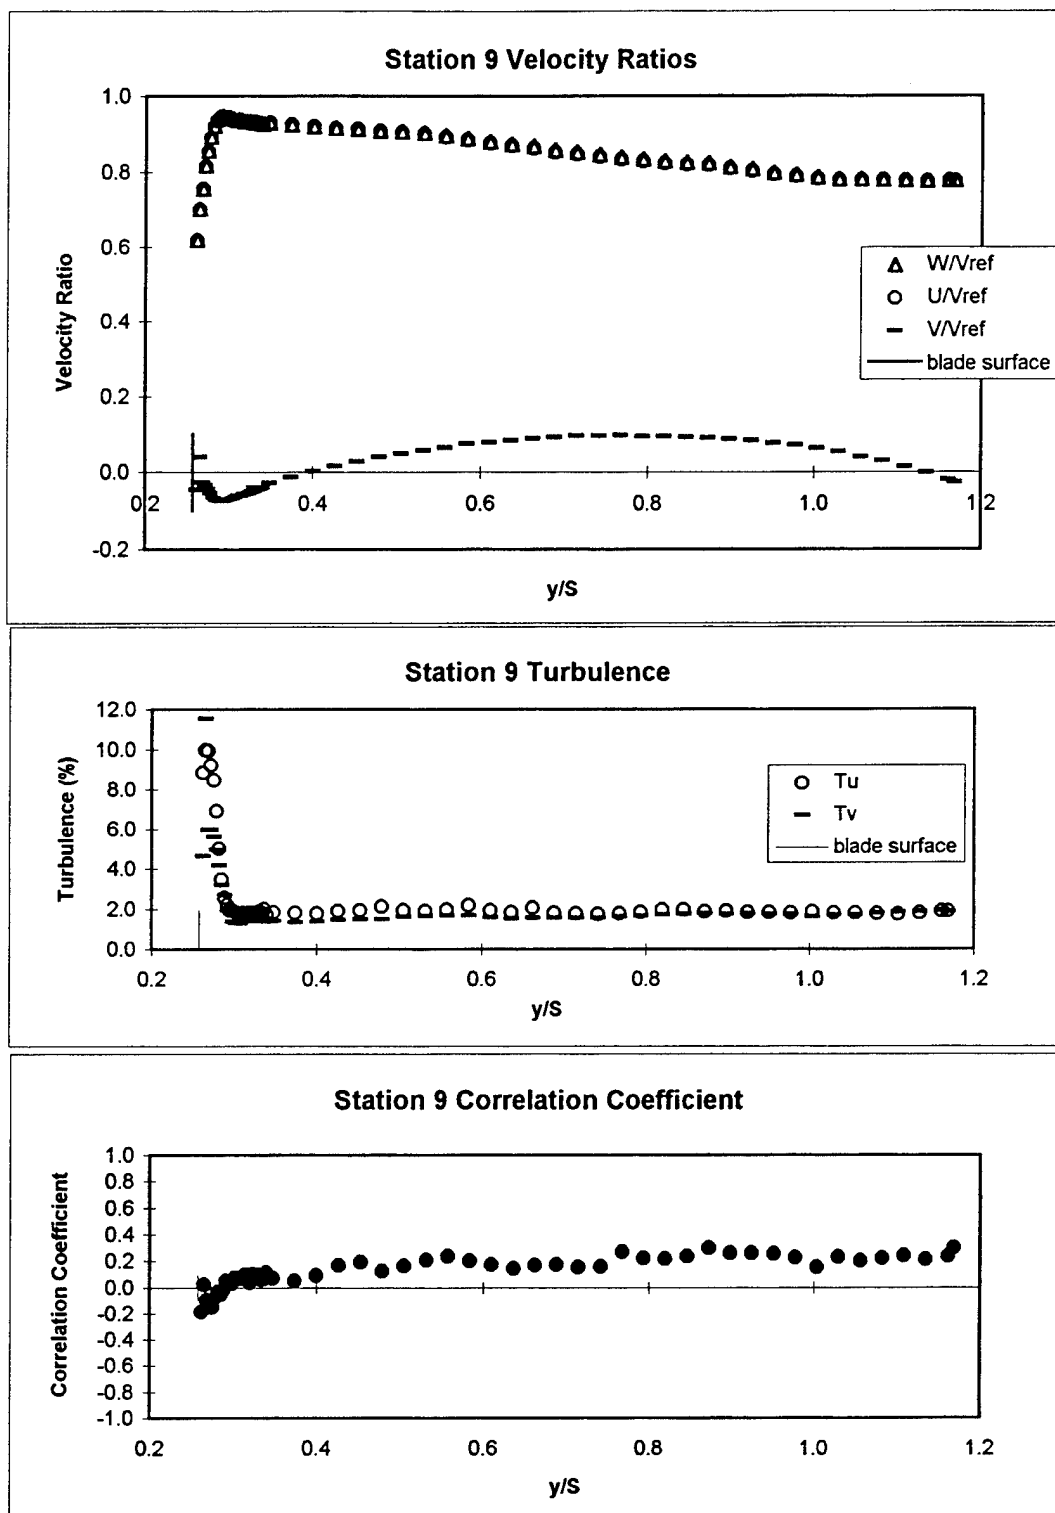 Station 9 Velocity Ratios
1.0
0.8
0.6
0.4
0.2
0.0
-0.2
Velocity Ratio
0.2 0.4 0.6 0.8 1.0 1.2
y/S
W/Vref
U/Vref
V/Vref
blade surface
Station 9 Turbulence
12.0
10.0
8.0
6.0
4.0
2.0
0.0
Turbulence (%)
0.2 0.4 0.6 0.8 1.0 1.2
y/S
Tu
Tv
blade surface
Station 9 Correlation Coefficient
1.0
0.8
0.6
0.4
0.2
0.0
-0.2
-0.4
-0.6
-0.8
-1.0
Correlation Coefficient
0.2 0.4 0.6 0.8 1.0 1.2
y/S